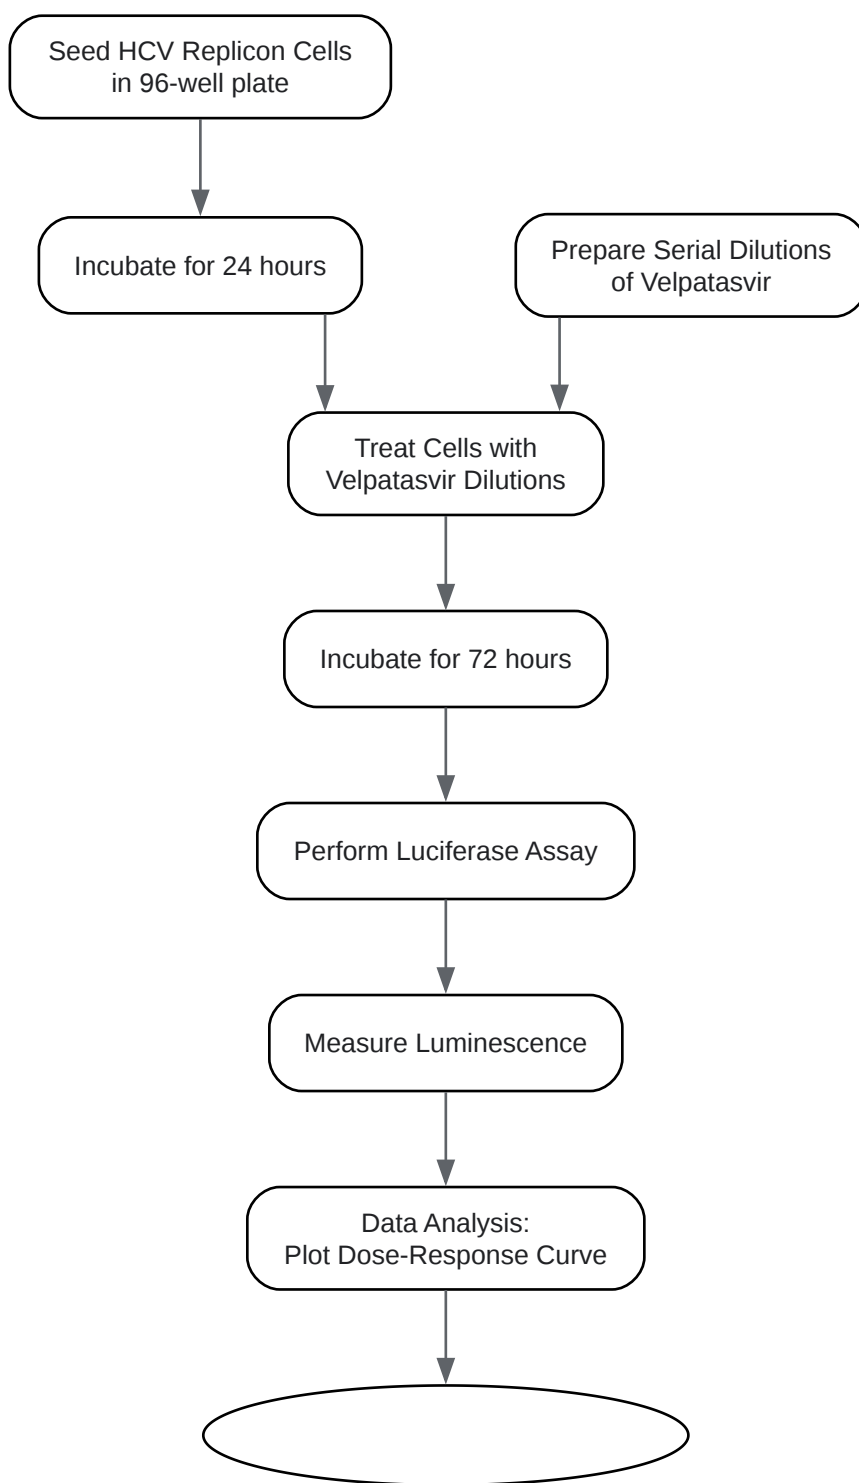 Seed HCV Replicon Cells
in 96-well plate
Incubate for 24 hours
Prepare Serial Dilutions
of Velpatasvir
Treat Cells with
Velpatasvir Dilutions
Incubate for 72 hours
Perform Luciferase Assay
Measure Luminescence
Data Analysis:
Plot Dose-Response Curve